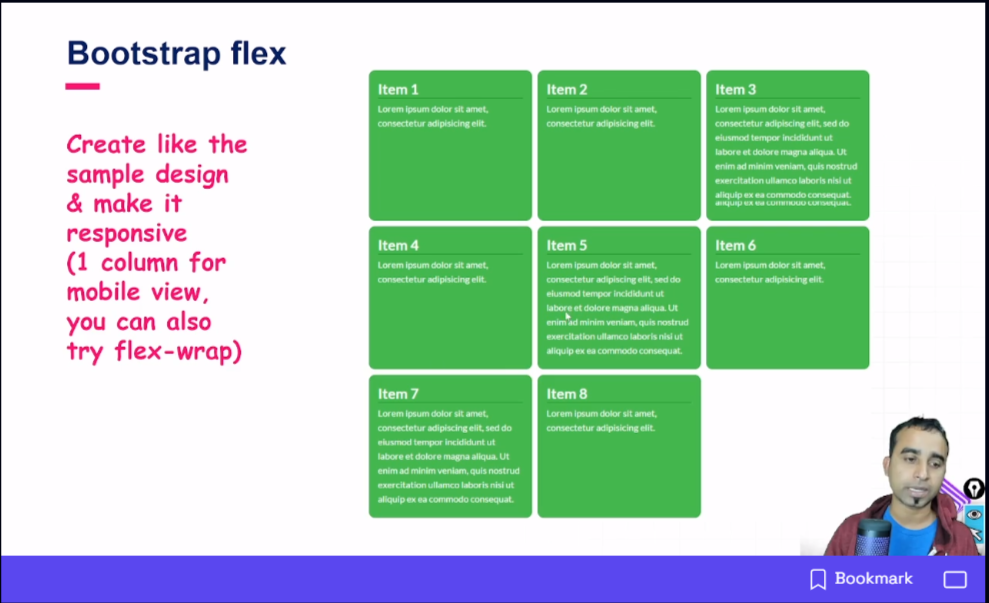 Bootstrap flex
Create like the
sample design
& make it
responsive
(1 column for
mobile view,
you can also
try flex-wrap)
Item 1
Lorem ipsum dolor sit amet,
consectetur adipisicing elit.
Item 2
Lorem ipsum dolor sit amet,
consectetur adipisicing elit.
Item 3
Lorem ipsum dolor sit amet,
consectetur adipisicing elit, sed do
eiusmod tempor incididunt ut
labore et dolore magna aliqua. Ut
enim ad minim veniam, quis nostrud
exercitation ullamco laboris nisi ut
aliquip ex ea commodo consequat.
aliquip ex ea commodo consequat.
Item 4
Lorem ipsum dolor sit amet,
consectetur adipisicing elit.
Item 5
Lorem ipsum dolor sit amet,
consectetur adipisicing elit, sed do
eiusmod tempor incididunt ut
labore et dolore magna aliqua. Ut
enim ad minim veniam, quis nostrud
exercitation ullamco laboris nisi ut
aliquip ex ea commodo consequat.
Item 6
Lorem ipsum dolor sit amet,
consectetur adipisicing elit.
Item 7
Lorem ipsum dolor sit amet,
consectetur adipisicing elit, sed do
eiusmod tempor incididunt ut
labore et dolore magna aliqua. Ut
enim ad minim veniam, quis nostrud
exercitation ullamco laboris nisi ut
aliquip ex ea commodo consequat.
Item 8
Lorem ipsum dolor sit amet,
consectetur adipisicing elit.
Bookmark